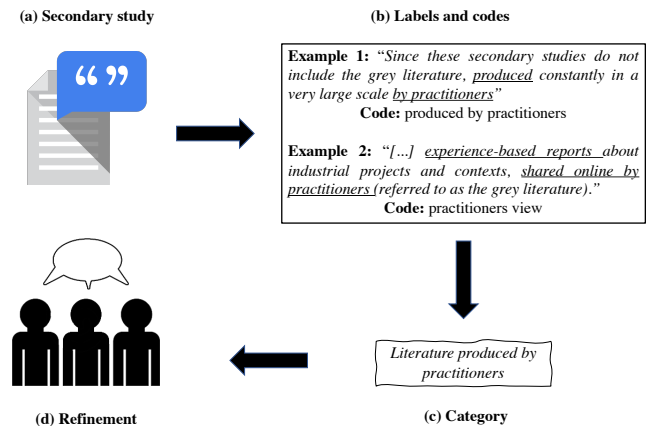 (a) Secondary study
(b) Labels and codes
Example 1: “Since these secondary studies do not
include the grey literature, produced constantly in a
very large scale by practitioners”
Code: produced by practitioners
Example 2: “[...] experience-based reports about
industrial projects and contexts, shared online by
practitioners (referred to as the grey literature).”
Code: practitioners view
Literature produced by
practitioners
(c) Category
(d) Refinement